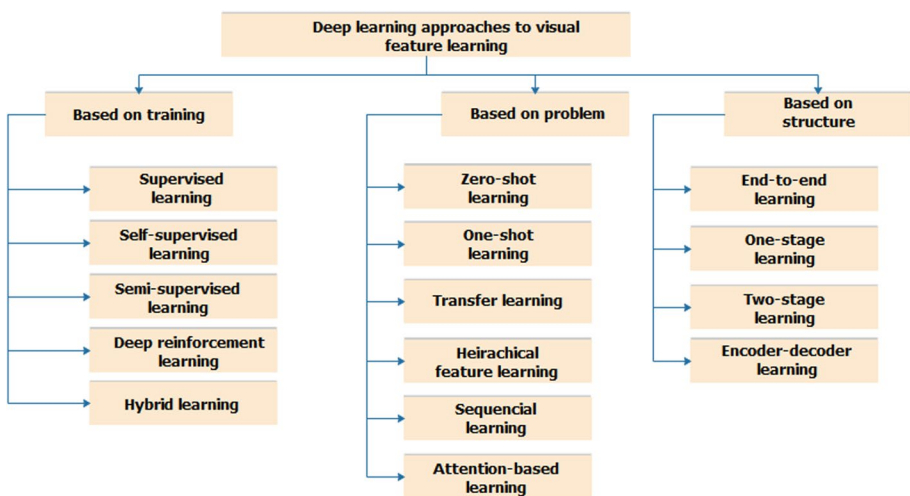 Deep learning approaches to visual
feature learning
Based on training
Supervised
learning
Self-supervised
learning
Semi-supervised
learning
Deep reinforcement
learning
Hybrid learning
Based on problem
Zero-shot
learning
One-shot
learning
Transfer learning
Heirachical
feature learning
Sequencial
learning
Attention-based
learning
Based on
structure
End-to-end
learning
One-stage
learning
Two-stage
learning
Encoder-decoder
learning